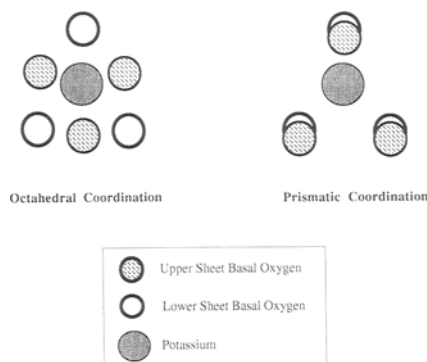 Octahedral Coordination
Prismatic Coordination
Upper Sheet Basal Oxygen
Lower Sheet Basal Oxygen
Potassium